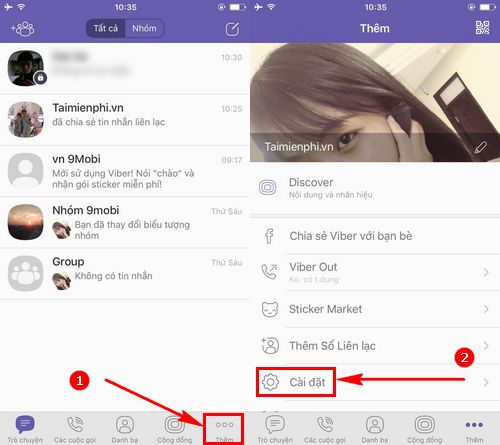 10:35
Tất cả
Nhóm
10:30
Taimienphi.vn
10:25
đã chia sẻ tin nhắn liên lạc
vn 9Mobi
09:17
Mới sử dụng Viber! Nói "chào" và
nhận gói sticker miễn phí!
Nhóm 9mobi
Thứ Sáu
Bạn đã thay đổi biểu tượng
nhóm
Group
Thứ Sáu
Không có tin nhắn
1
Trò chuyện
Các cuộc gọi
Danh bạ
Cộng đồng
Thêm
10:35
Thêm
Taimienphi.vn
Discover
Nội dung và nhãn hiệu
Chia sẻ Viber với bạn bè
Viber Out
Ko. có t.dụng
Sticker Market
Thêm Số Liên lạc
2
Cài đặt
Trò chuyện
Các cuộc gọi
Danh bạ
Cộng đồng
Thêm